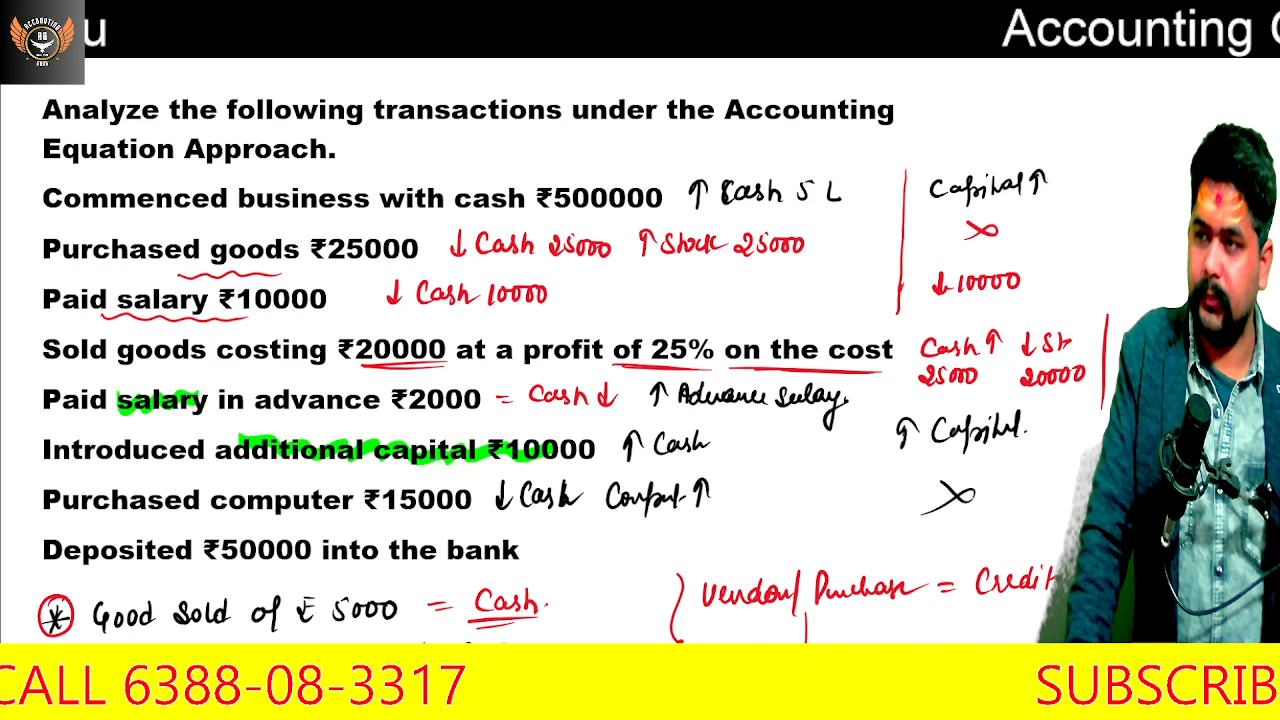 ACCOUNTING
AG
GURU
u
Accounting G
Analyze the following transactions under the Accounting
Equation Approach.
Commenced business with cash ₹500000 ↑ Cash 5 L Capital ↑
Purchased goods ₹25000 ↓ Cash 25000 ↑ Stock 25000 ×
Paid salary ₹10000 ↓ Cash 10000 ↓ 10000
Sold goods costing ₹20000 at a profit of 25% on the cost Cash ↑ ↓ St
25000 20000
Paid salary in advance ₹2000 = Cash ↓ ↑ Advance salary.
Introduced additional capital ₹10000 ↑ Cash ↑ Capital.
Purchased computer ₹15000 ↓ Cash Comput. ↑ ×
Deposited ₹50000 into the bank
* Good Sold of ₹ 5000 = Cash. Vendor/ Purchase = Credit
CALL 6388-08-3317
SUBSCRIB